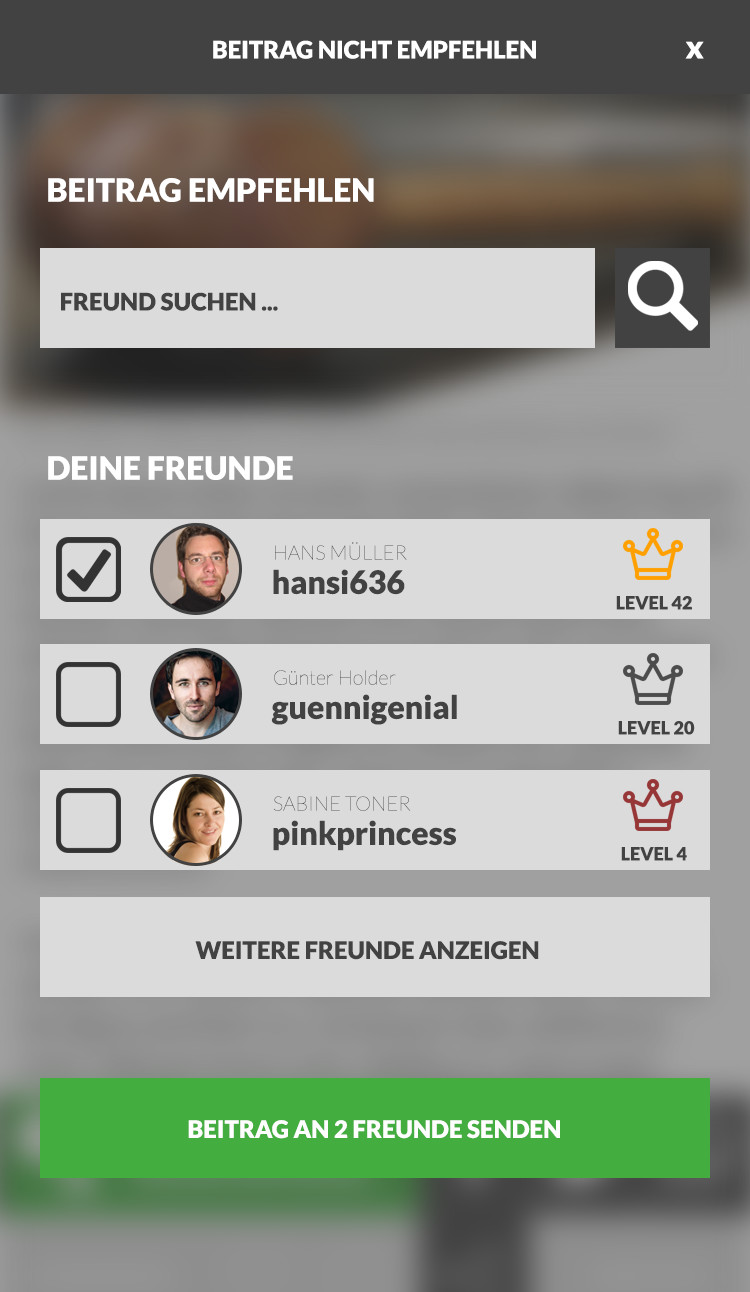 BEITRAG NICHT EMPFEHLEN X
BEITRAG EMPFEHLEN
FREUND SUCHEN ...
DEINE FREUNDE
HANS MÜLLER
hansi636
LEVEL 42
Günter Holder
guennigenial
LEVEL 20
SABINE TONER
pinkprincess
LEVEL 4
WEITERE FREUNDE ANZEIGEN
BEITRAG AN 2 FREUNDE SENDEN